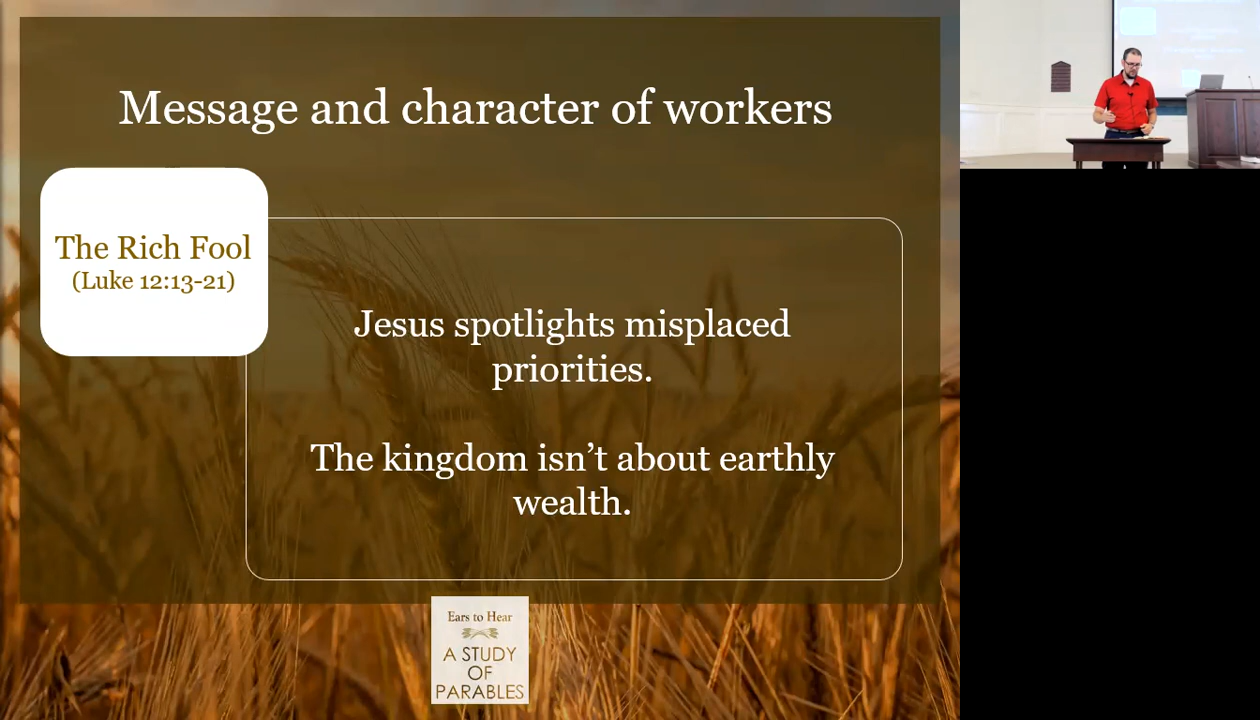 Message and character of workers
The Rich Fool
(Luke 12:13-21)
Jesus spotlights misplaced
priorities.
The kingdom isn’t about earthly
wealth.
Ears to Hear
A STUDY
OF
PARABLES